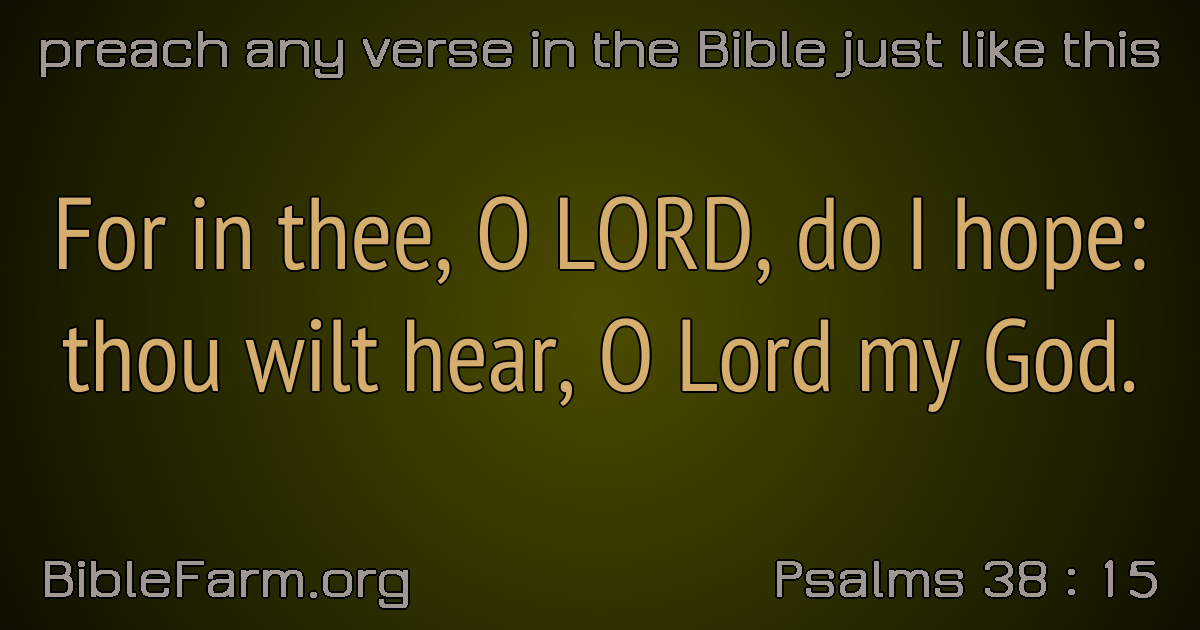 preach any verse in the Bible just like this
For in thee, O LORD, do I hope:
thou wilt hear, O Lord my God.
BibleFarm.org
Psalms 38 : 15